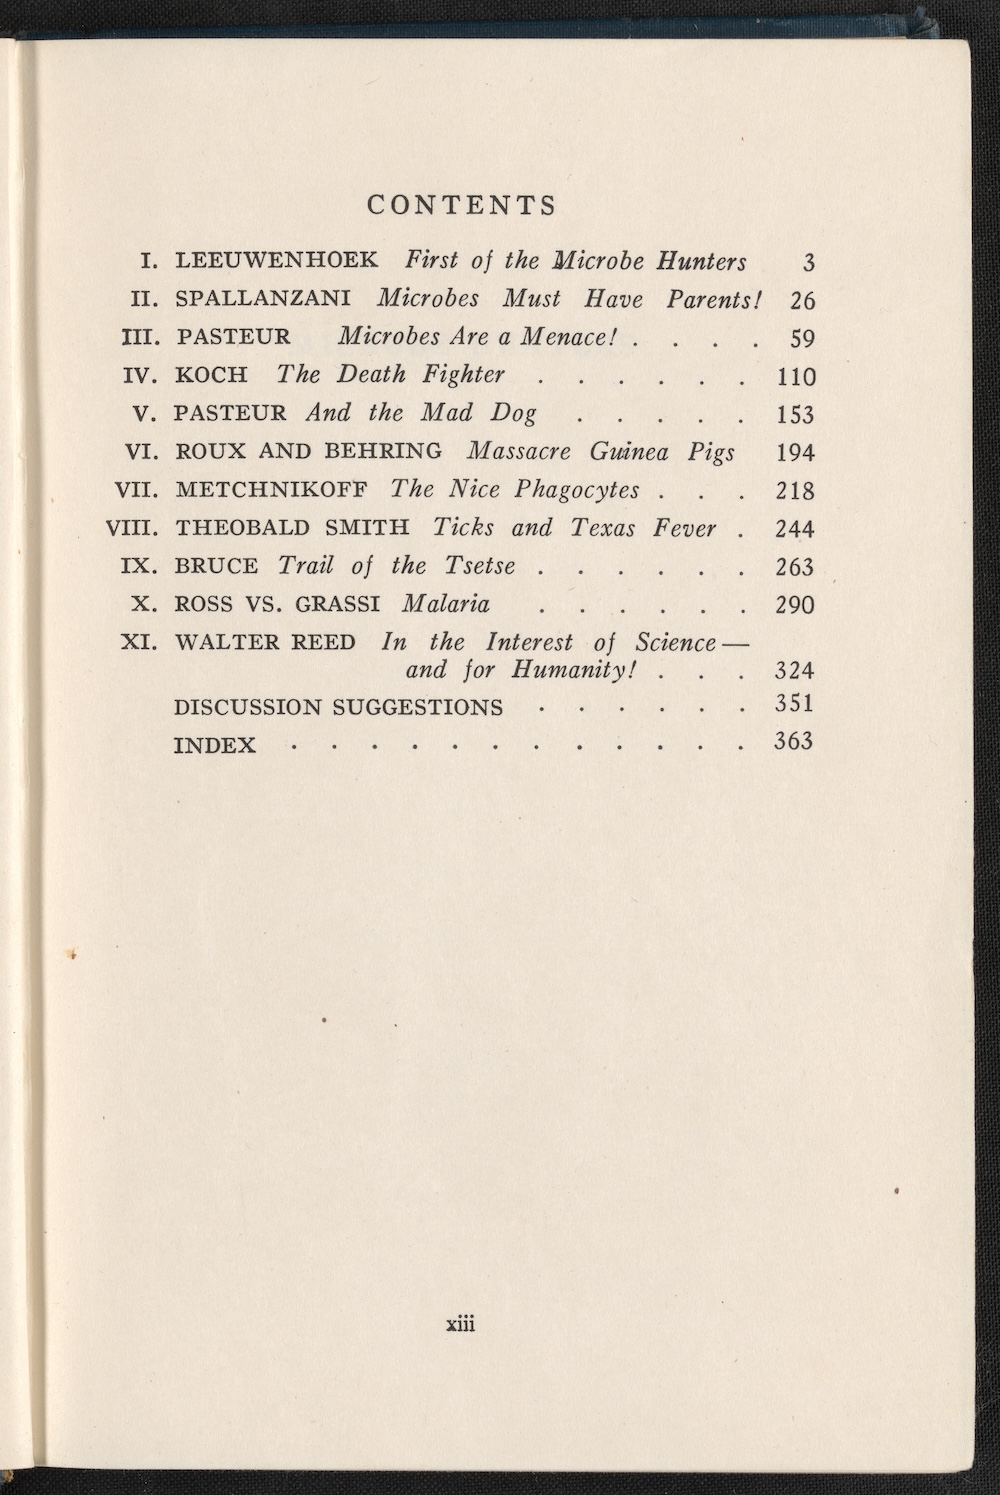 CONTENTS
I. LEEUWENHOEK First of the Microbe Hunters 3
II. SPALLANZANI Microbes Must Have Parents! 26
III. PASTEUR Microbes Are a Menace! . . . . 59
IV. KOCH The Death Fighter . . . . . . 110
V. PASTEUR And the Mad Dog . . . . . 153
VI. ROUX AND BEHRING Massacre Guinea Pigs 194
VII. METCHNIKOFF The Nice Phagocytes . . . 218
VIII. THEOBALD SMITH Ticks and Texas Fever . 244
IX. BRUCE Trail of the Tsetse . . . . . . 263
X. ROSS VS. GRASSI Malaria . . . . . . 290
XI. WALTER REED In the Interest of Science—
and for Humanity! . . . 324
DISCUSSION SUGGESTIONS . . . . . . 351
INDEX . . . . . . . . . . . . 363
xiii